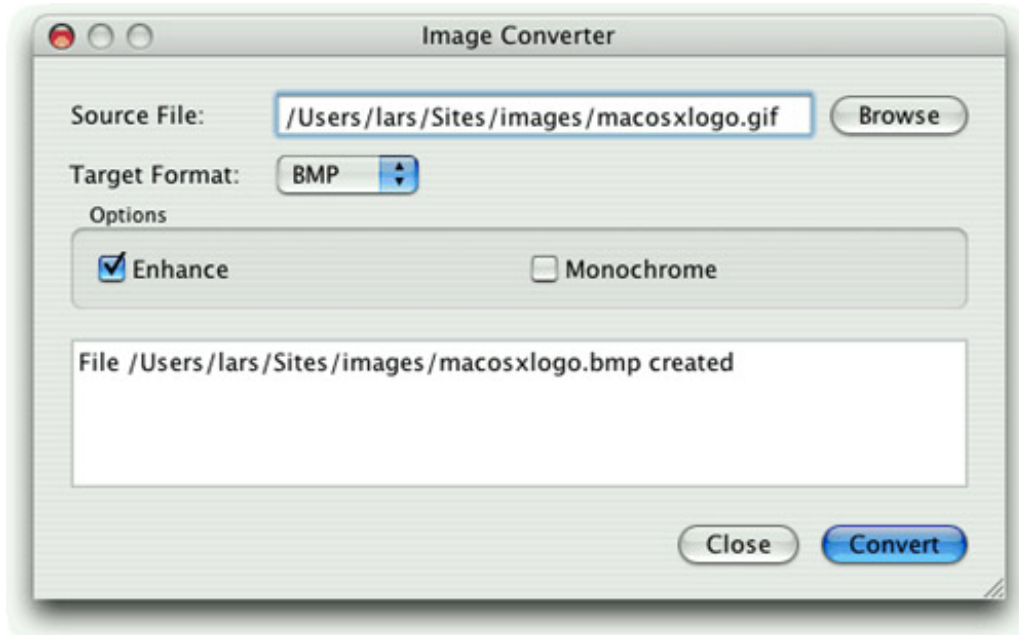 Image Converter
Source File: /Users/lars/Sites/images/macosxlogo.gif Browse
Target Format: BMP
Options
Enhance Monochrome
File /Users/lars/Sites/images/macosxlogo.bmp created
Close Convert